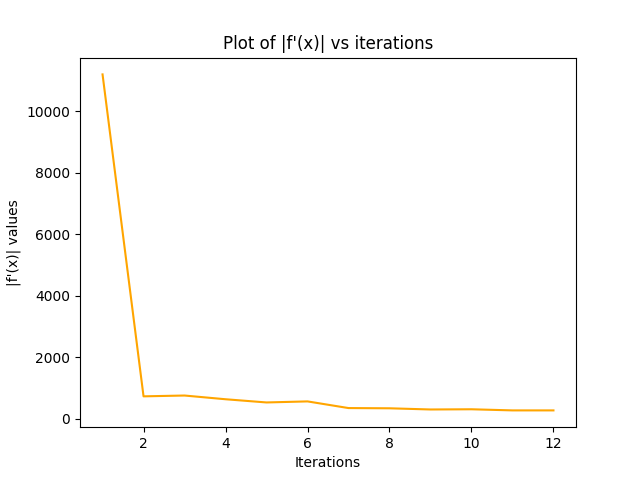 Plot of |f'(x)| vs iterations
10000
8000
6000
4000
2000
0
|f'(x)| values
2 4 6 8 10 12
Iterations